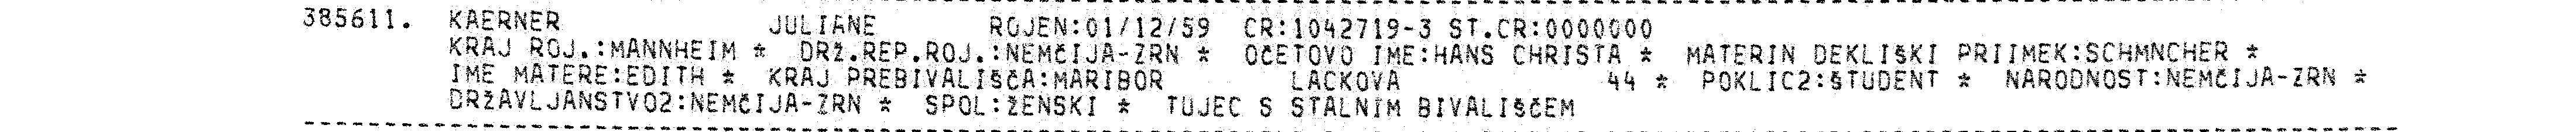 385611. KAERNER JULIANE ROJEN:01/12/59 CR:1042719-3 ST.CR:0000000
KRAJ ROJ.:MANNHEIM * DRŽ.REP.ROJ.:NEMČIJA-ZRN * OČETOVO IME:HANS CHRISTA * MATERIN DEKLIŠKI PRIIMEK:SCHMNCHER *
IME MATERE:EDITH * KRAJ PREBIVALIŠČA:MARIBOR LACKOVA 44 * POKLIC2:ŠTUDENT * NARODNOST:NEMČIJA-ZRN *
DRŽAVLJANSTVO2:NEMČIJA-ZRN * SPOL:ŽENSKI * TUJEC S STALNIM BIVALIŠČEM